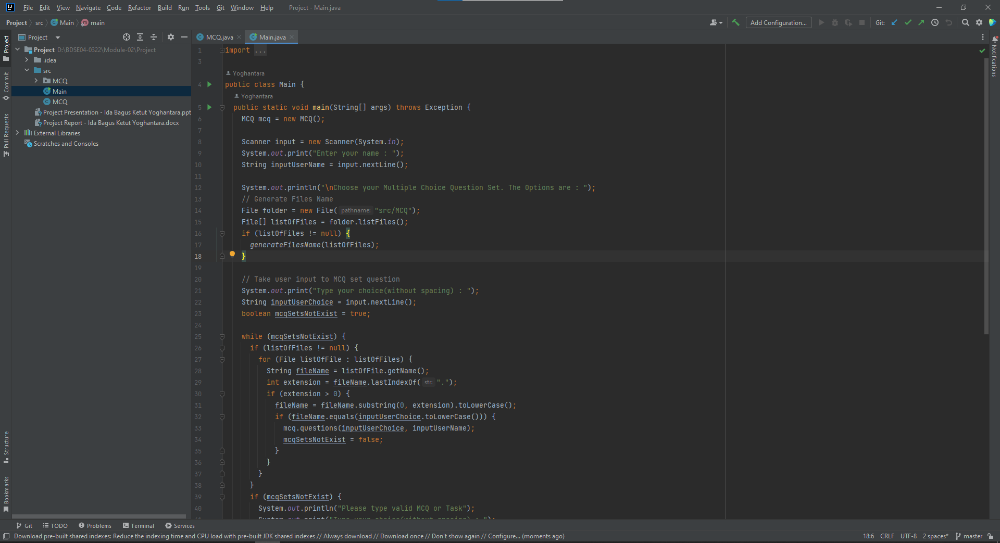 File Edit View Navigate Code Refactor Build Run Tools Git Window Help Project - Main.java
Project src Main main Add Configuration... Git:
Project
MCQ.java Main.java
Project D:\BDSE04-0322\Module-02\Project
.idea
src
MCQ
Main
MCQ
Project Presentation - Ida Bagus Ketut Yoghantara.ppt
Project Report - Ida Bagus Ketut Yoghantara.docx
External Libraries
Scratches and Consoles
Project
Commit
Pull Requests
Structure
Bookmarks
Notifications
1 import ...
3
Yoghantara
4 public class Main {
Yoghantara
5 public static void main(String[] args) throws Exception {
6 MCQ mcq = new MCQ();
7
8 Scanner input = new Scanner(System.in);
9 System.out.print("Enter your name : ");
10 String inputUserName = input.nextLine();
11
12 System.out.println("\nChoose your Multiple Choice Question Set. The Options are : ");
13 // Generate Files Name
14 File folder = new File( pathname: "src/MCQ");
15 File[] listOfFiles = folder.listFiles();
16 if (listOfFiles != null) {
17 generateFilesName(listOfFiles);
18 }
19
20 // Take user input to MCQ set question
21 System.out.print("Type your choice(without spacing) : ");
22 String inputUserChoice = input.nextLine();
23 boolean mcqSetsNotExist = true;
24
25 while (mcqSetsNotExist) {
26 if (listOfFiles != null) {
27 for (File listOfFile : listOfFiles) {
28 String fileName = listOfFile.getName();
29 int extension = fileName.lastIndexOf( str: ".");
30 if (extension > 0) {
31 fileName = fileName.substring(0, extension).toLowerCase();
32 if (fileName.equals(inputUserChoice.toLowerCase())) {
33 mcq.questions(inputUserChoice, inputUserName);
34 mcqSetsNotExist = false;
35 }
36 }
37 }
38 }
39 if (mcqSetsNotExist) {
40 System.out.println("Please type valid MCQ or Task");
41 System.out.print("Type your choice(without spacing) : ");
Git TODO Problems Terminal Services
Download pre-built shared indexes: Reduce the indexing time and CPU load with pre-built JDK shared indexes // Always download // Download once // Don't show again // Configure... (moments ago) 18:6 CRLF UTF-8 2 spaces* master